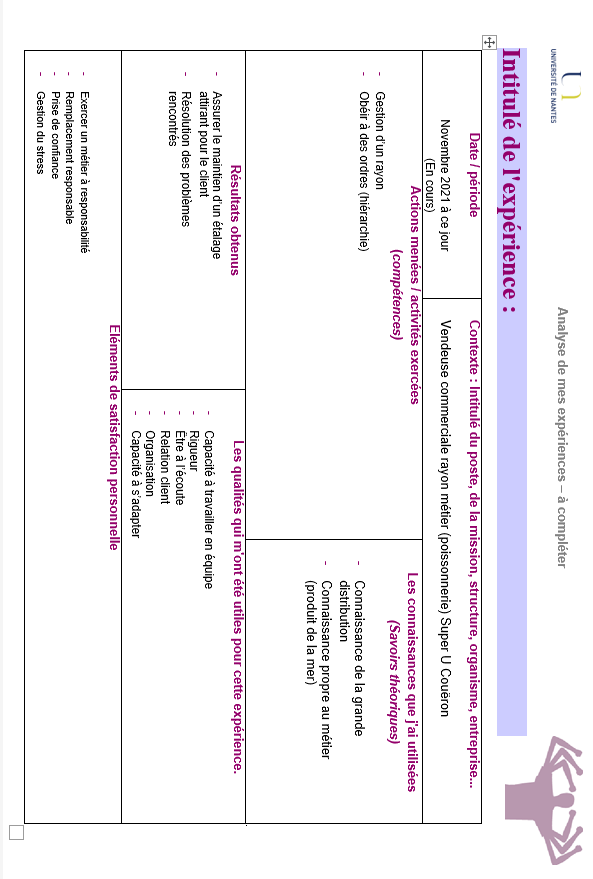 UNIVERSITÉ DE NANTES
Analyse de mes expériences – à compléter
Intitulé de l'expérience :
Date / période
Novembre 2021 à ce jour
(En cours)
Contexte : Intitulé du poste, de la mission, structure, organisme, entreprise...
Vendeuse commerciale rayon métier (poissonnerie) Super U Couëron
Actions menées / activités exercées
(compétences)
- Gestion d'un rayon
- Obéir à des ordres (hiérarchie)
Les connaissances que j'ai utilisées
(Savoirs théoriques)
- Connaissance de la grande
distribution
- Connaissance propre au métier
(produit de la mer)
Résultats obtenus
- Assurer le maintien d'un étalage
attirant pour le client
- Résolution des problèmes
rencontrés
Les qualités qui m'ont été utiles pour cette expérience.
- Capacité à travailler en équipe
- Rigueur
- Être à l'écoute
- Relation client
- Organisation
- Capacité à s'adapter
Eléments de satisfaction personnelle
- Exercer un métier à responsabilité
- Remplacement responsable
- Prise de confiance
- Gestion du stress